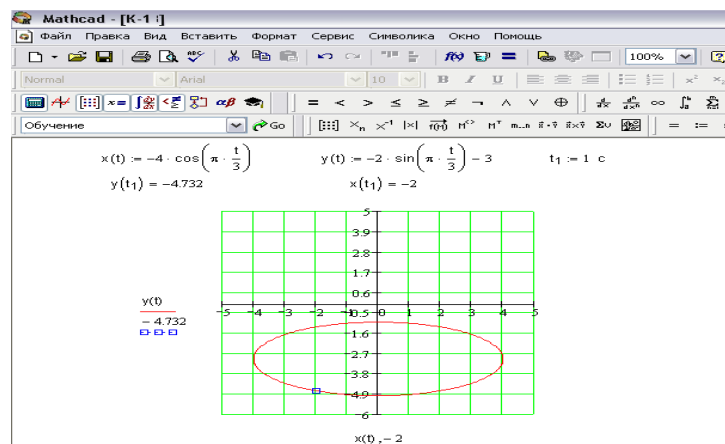 Mathcad - [К-1 :]
Файл Правка Вид Вставить Формат Сервис Символика Окно Помощь
100%
Normal Arial 10 B I U
Обучение Go
x(t) := -4 · cos(π · t/3) y(t) := -2 · sin(π · t/3) - 3 t₁ := 1 с
y(t₁) = -4.732 x(t₁) = -2
5
3.9
2.8
1.7
0.6
-5 -4 -3 -2 -1 -0.5 0 1 2 3 4 5
-1.6
-2.7
-3.8
-4.9
-6
y(t)
-4.732
x(t) ,-2